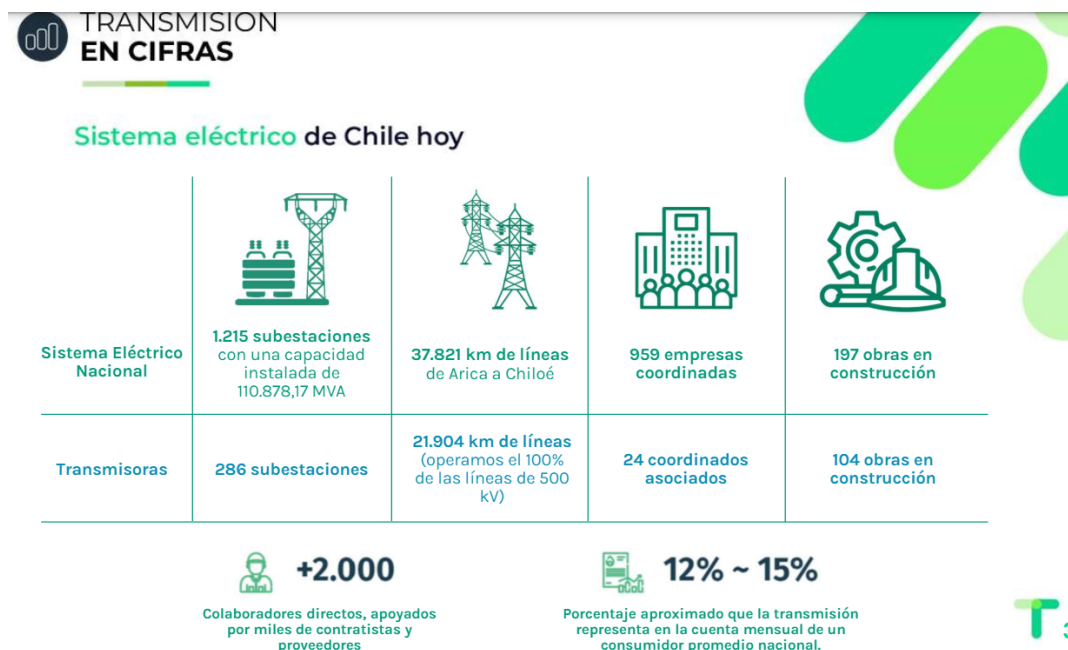 TRANSMISIÓN
EN CIFRAS
Sistema eléctrico de Chile hoy
Sistema Eléctrico
Nacional
1.215 subestaciones
con una capacidad
instalada de
110.878,17 MVA
37.821 km de líneas
de Arica a Chiloé
959 empresas
coordinadas
197 obras en
construcción
Transmisoras
286 subestaciones
21.904 km de líneas
(operamos el 100%
de las líneas de 500
kV)
24 coordinados
asociados
104 obras en
construcción
+2.000
Colaboradores directos, apoyados
por miles de contratistas y
proveedores
12% ~ 15%
Porcentaje aproximado que la transmisión
representa en la cuenta mensual de un
consumidor promedio nacional.